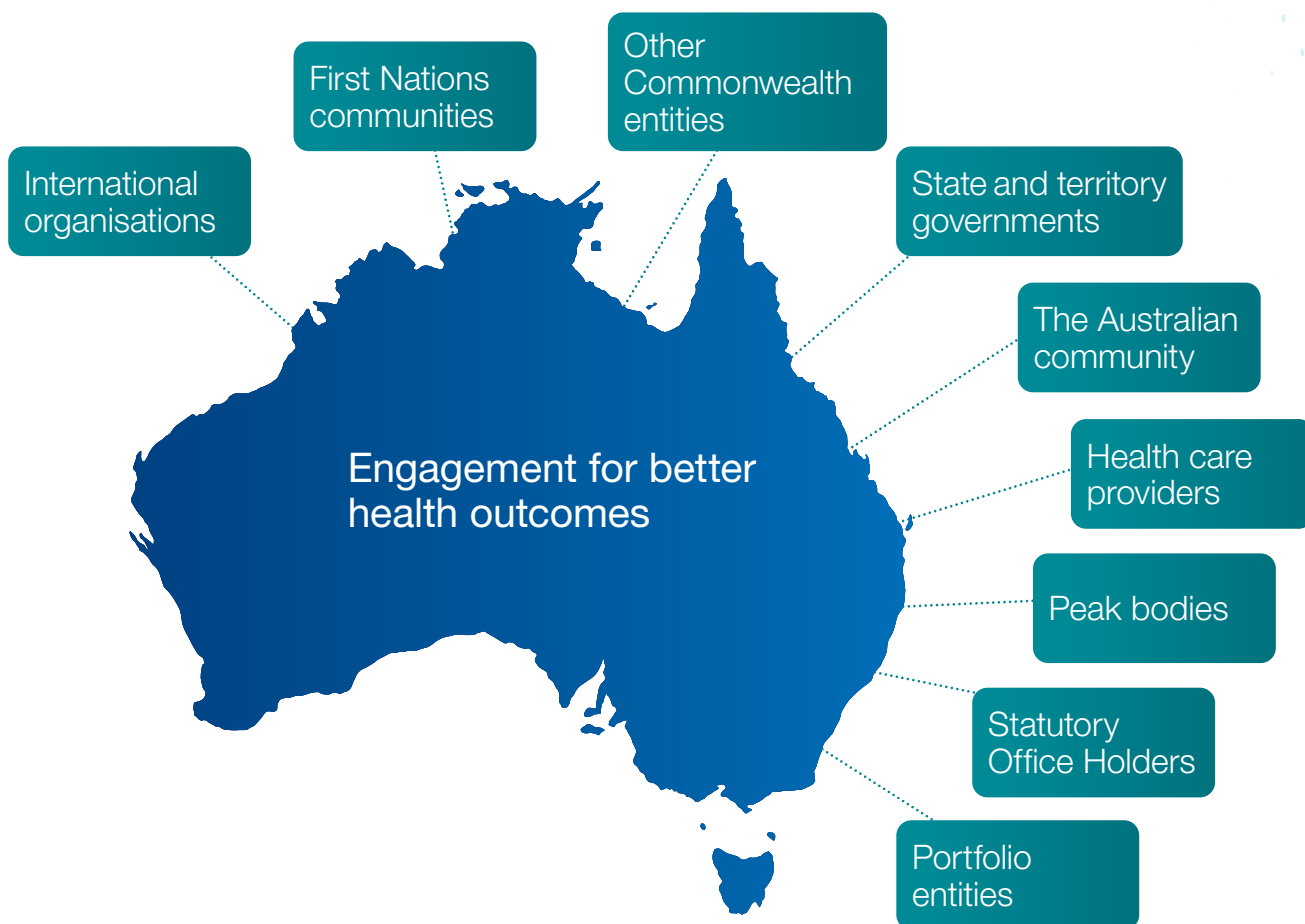 International
organisations
First Nations
communities
Other
Commonwealth
entities
State and territory
governments
The Australian
community
Health care
providers
Peak bodies
Statutory
Office Holders
Portfolio
entities
Engagement for better
health outcomes